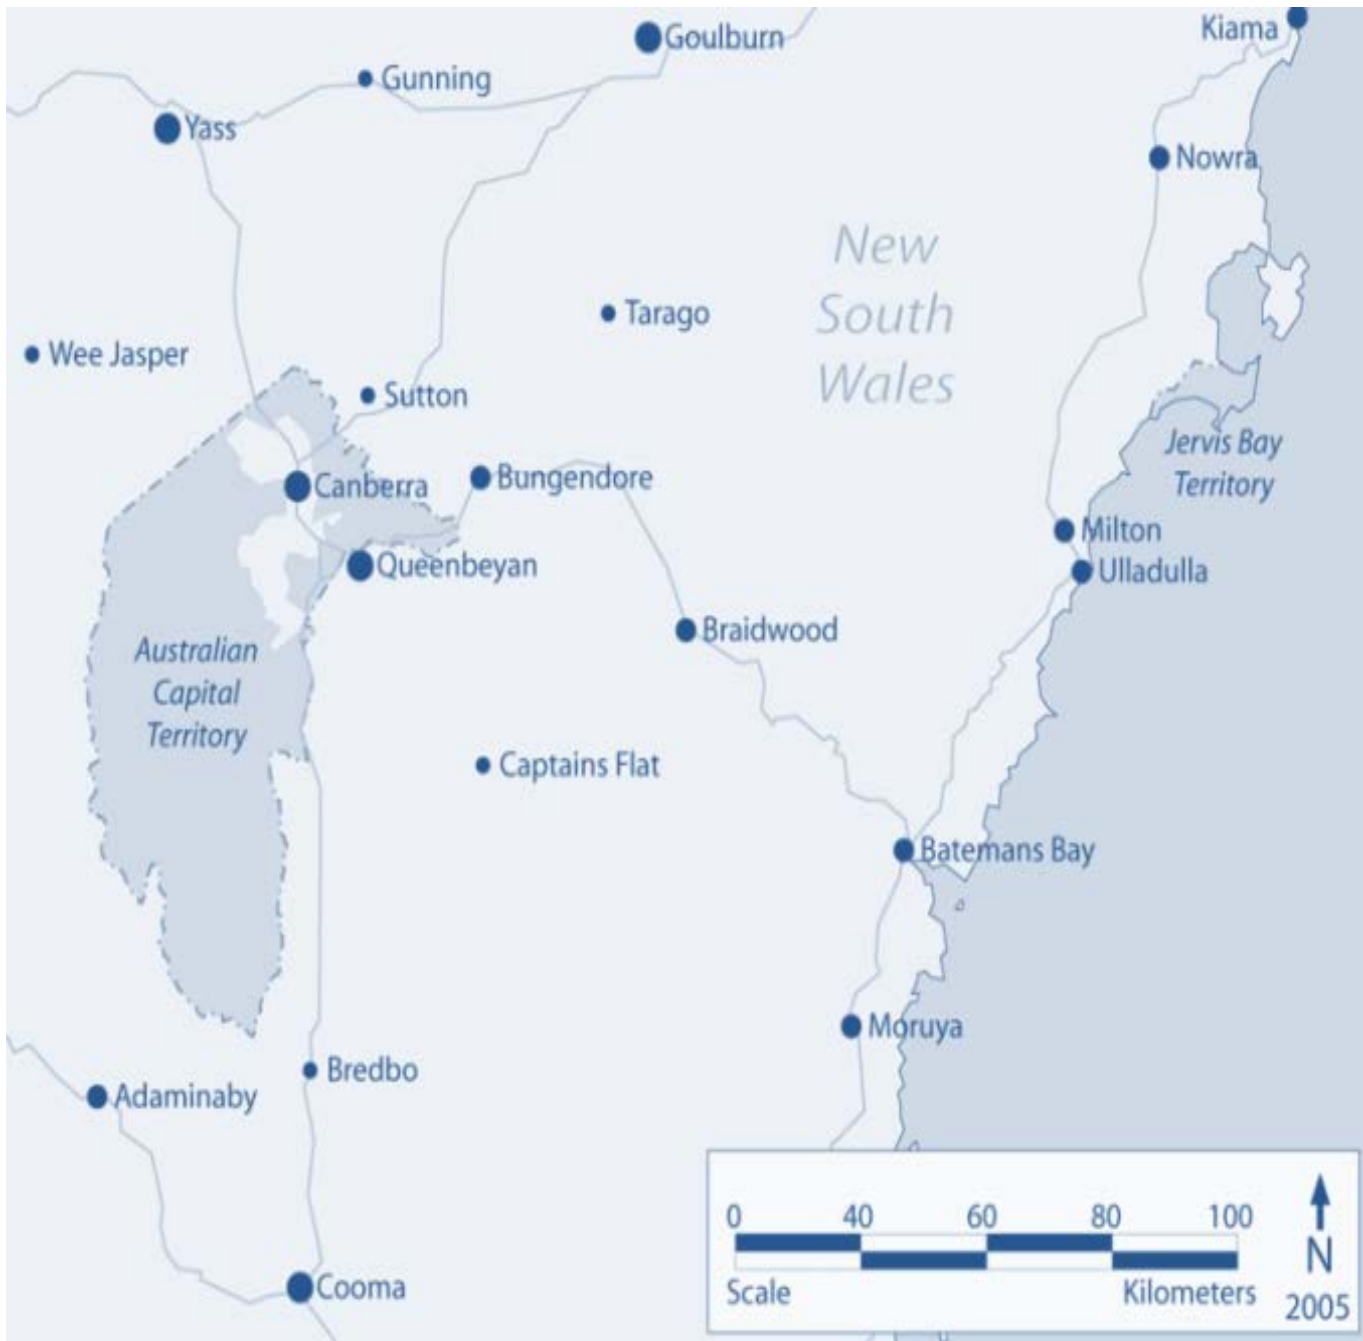 Kiama
Goulburn
Gunning
Yass
Nowra
New
South
Wales
Tarago
Wee Jasper
Sutton
Jervis Bay
Territory
Canberra
Bungendore
Milton
Queenbeyan
Ulladulla
Braidwood
Australian
Capital
Territory
Captains Flat
Batemans Bay
Moruya
Bredbo
Adaminaby
Cooma
0 40 60 80 100
Scale Kilometers
N
2005